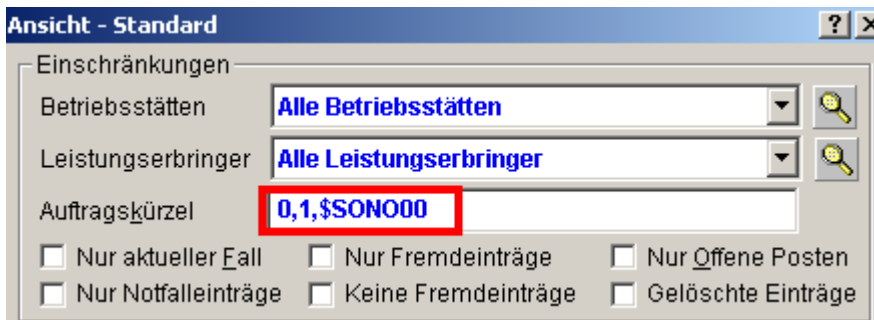 Ansicht - Standard
Einschränkungen
Betriebsstätten Alle Betriebsstätten
Leistungserbringer Alle Leistungserbringer
Auftragskürzel 0,1,$SONO00
Nur aktueller Fall Nur Fremdeinträge Nur Offene Posten
Nur Notfalleinträge Keine Fremdeinträge Gelöschte Einträge